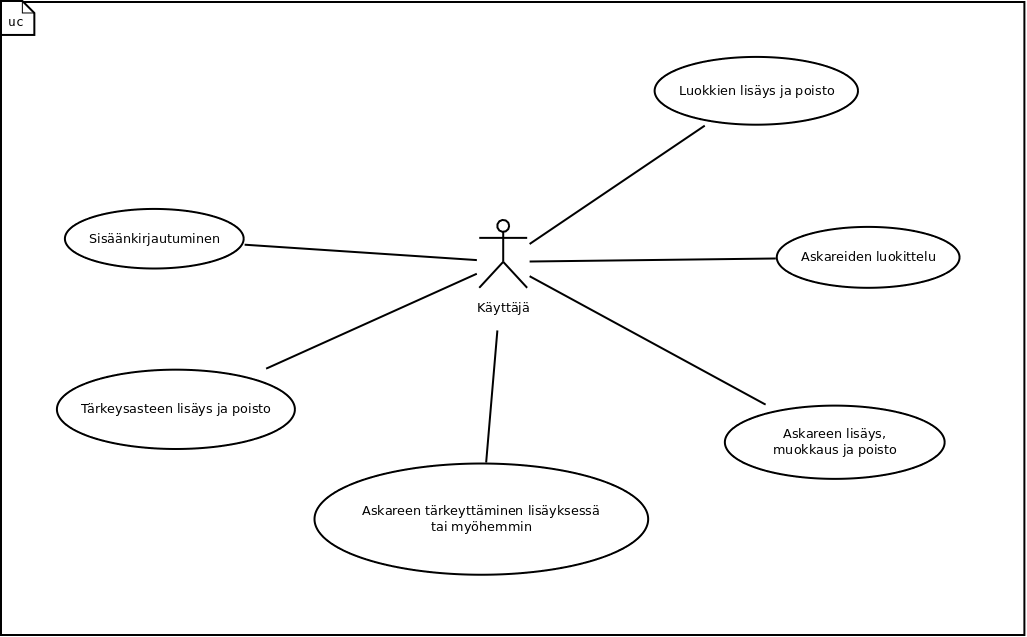 uc
Luokkien lisäys ja poisto
Sisäänkirjautuminen
Askareiden luokittelu
Käyttäjä
Tärkeysasteen lisäys ja poisto
Askareen lisäys,
muokkaus ja poisto
Askareen tärkeyttäminen lisäyksessä
tai myöhemmin